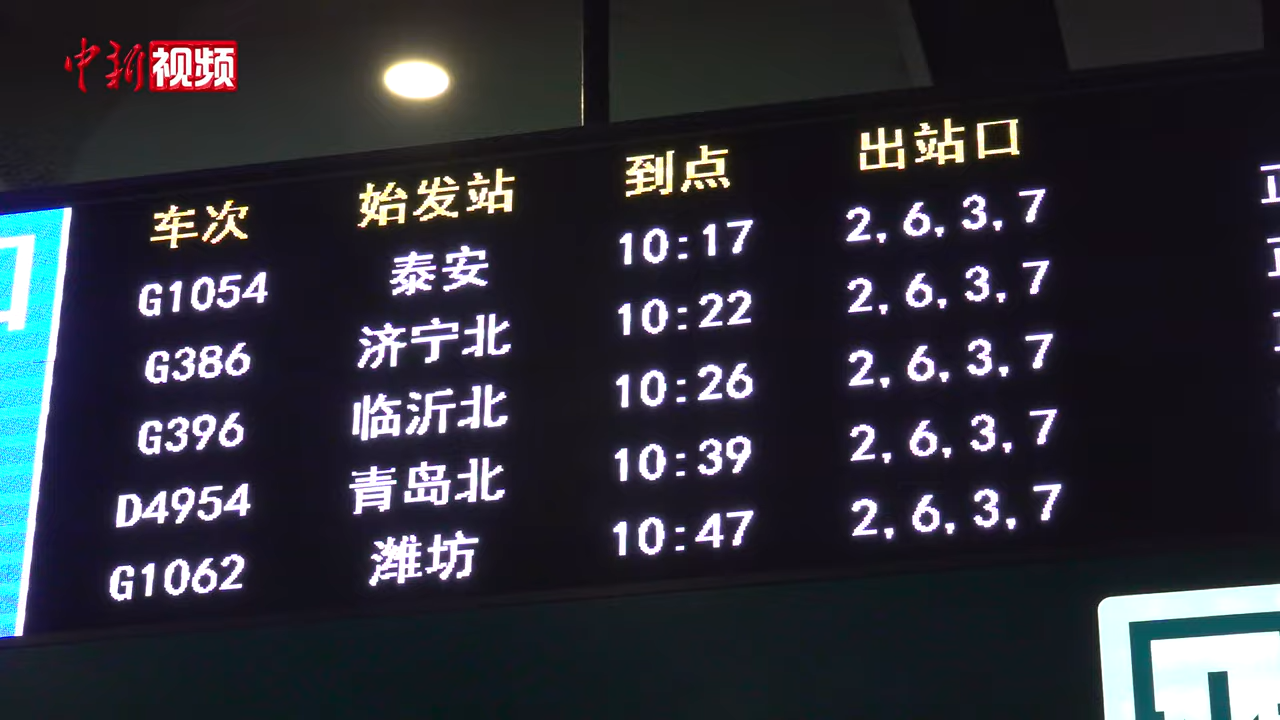 中新视频
车次 始发站 到点 出站口
G1054 泰安 10:17 2,6,3,7
G386 济宁北 10:22 2,6,3,7
G396 临沂北 10:26 2,6,3,7
D4954 青岛北 10:39 2,6,3,7
G1062 潍坊 10:47 2,6,3,7